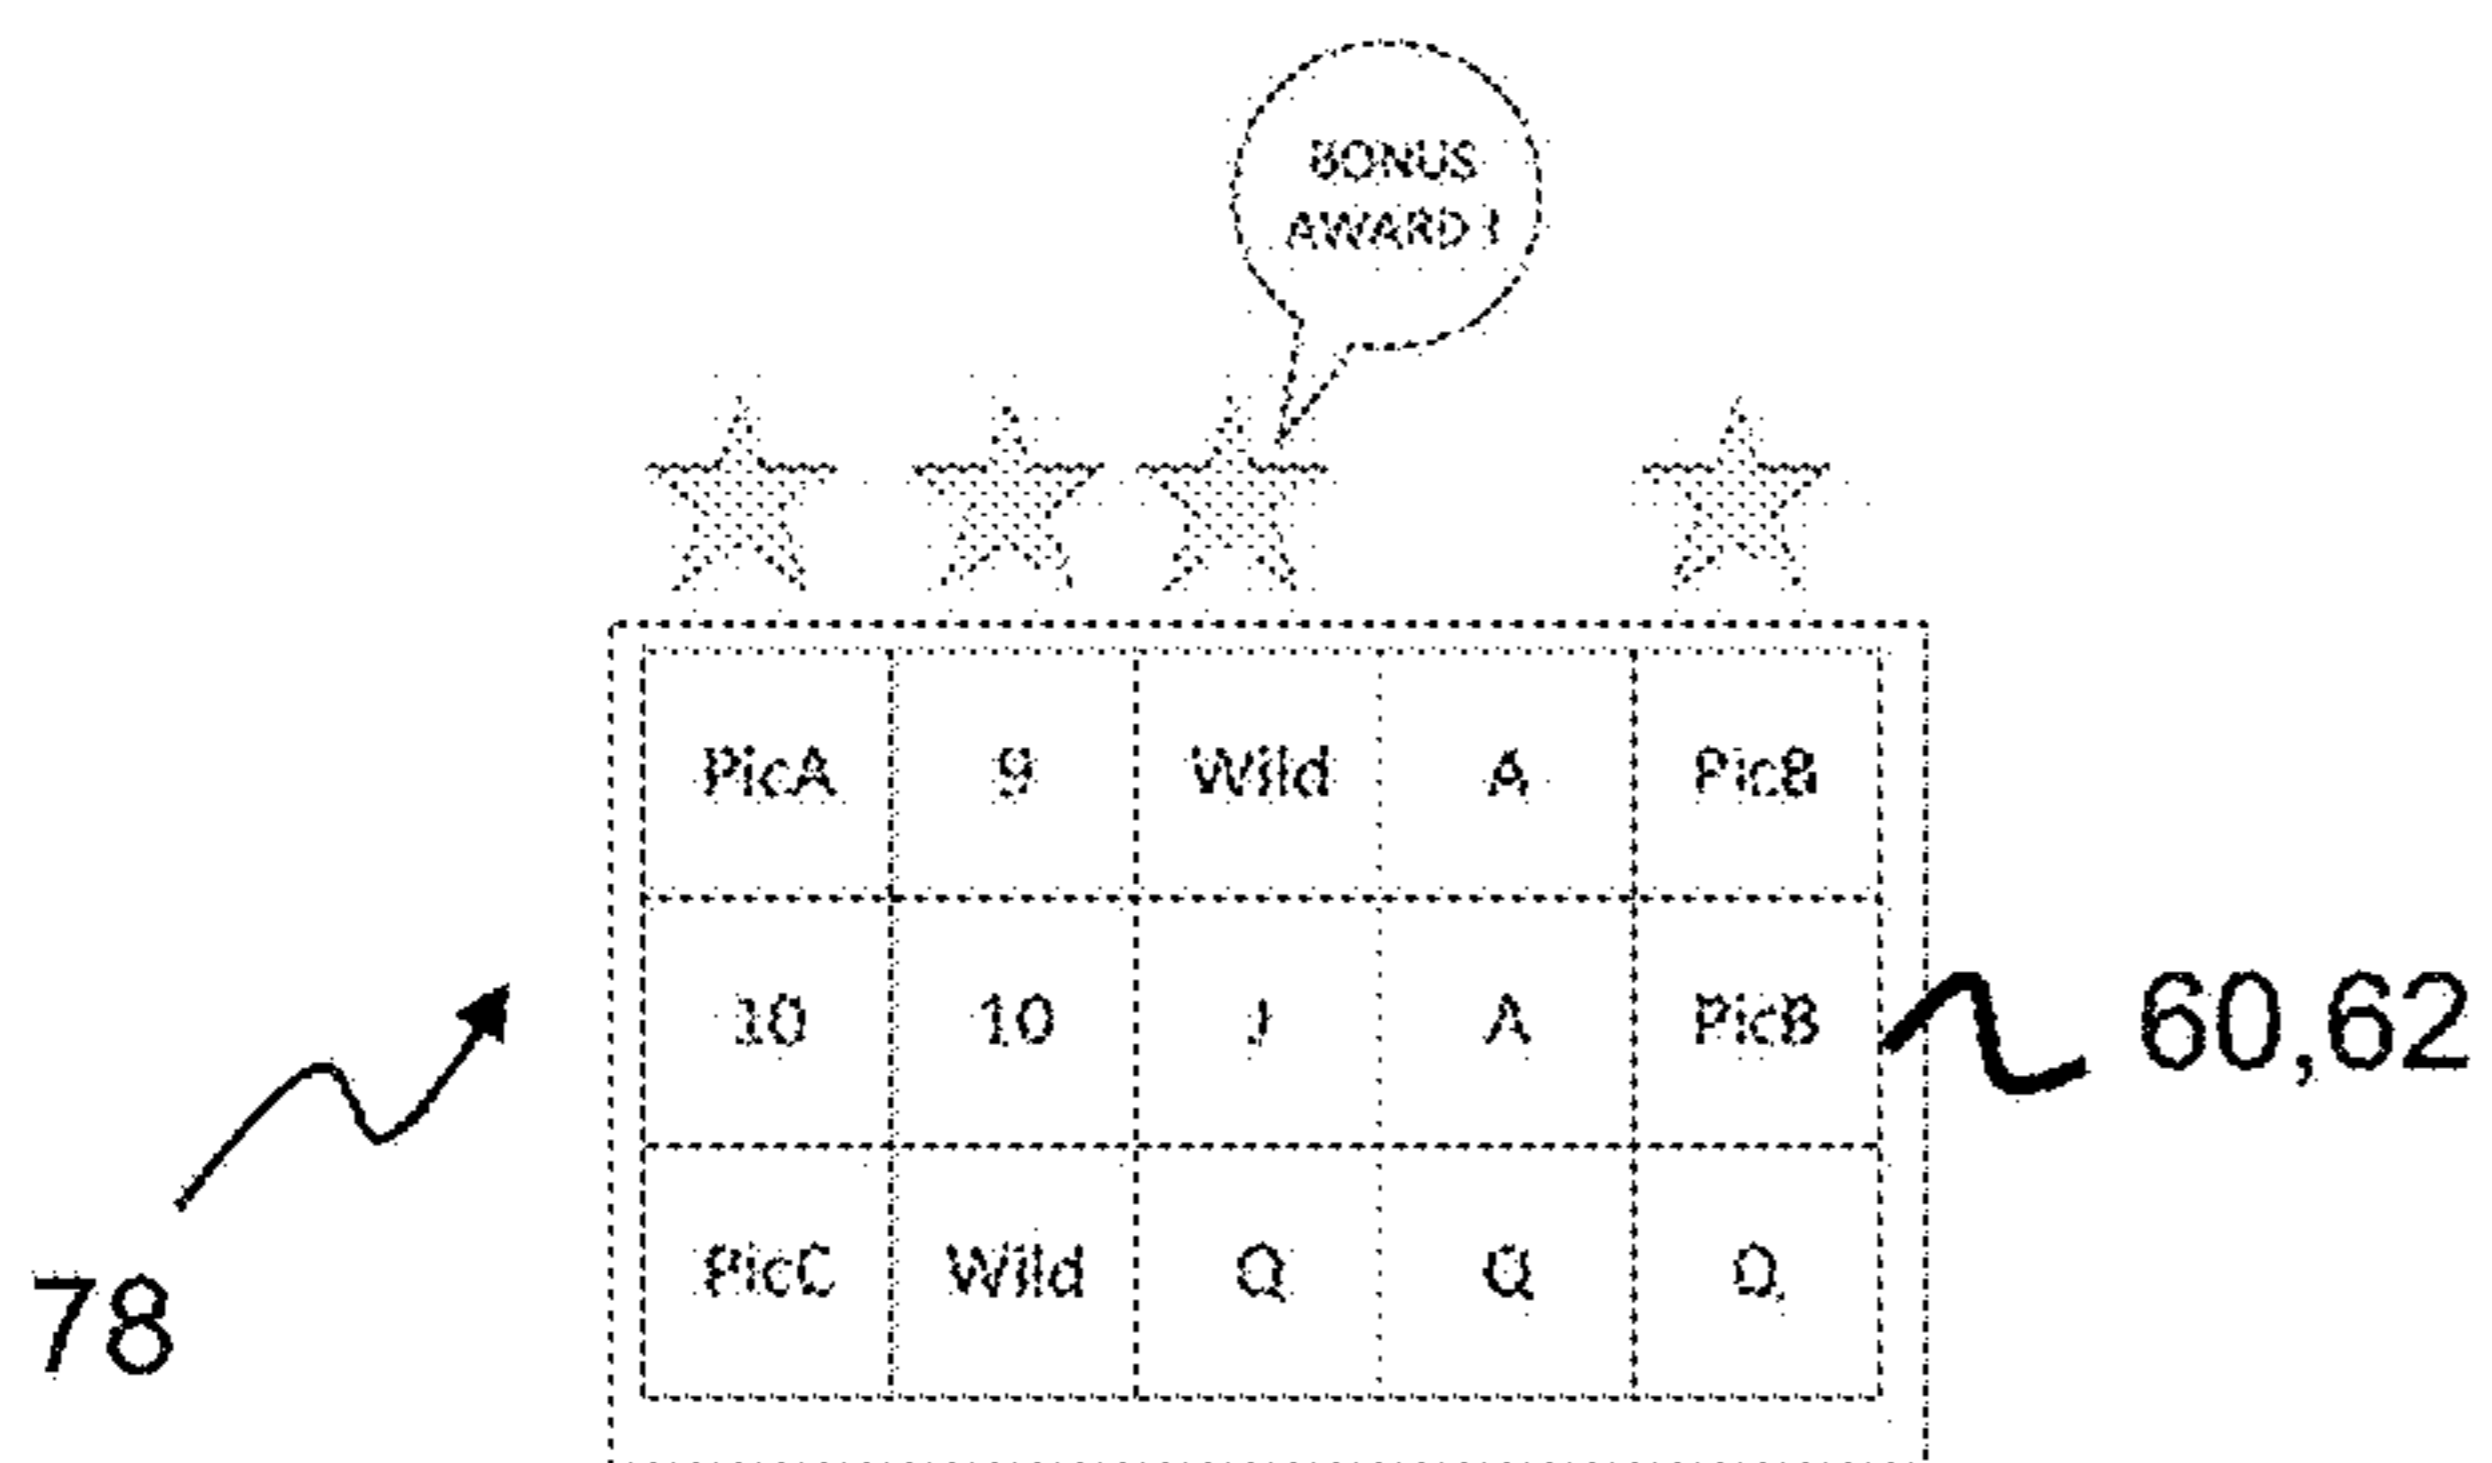 BONUS
AWARD!
PicA 9 Wild A PicB
10 10 J A PicB
60,62
PicC Wild Q Q Q
78